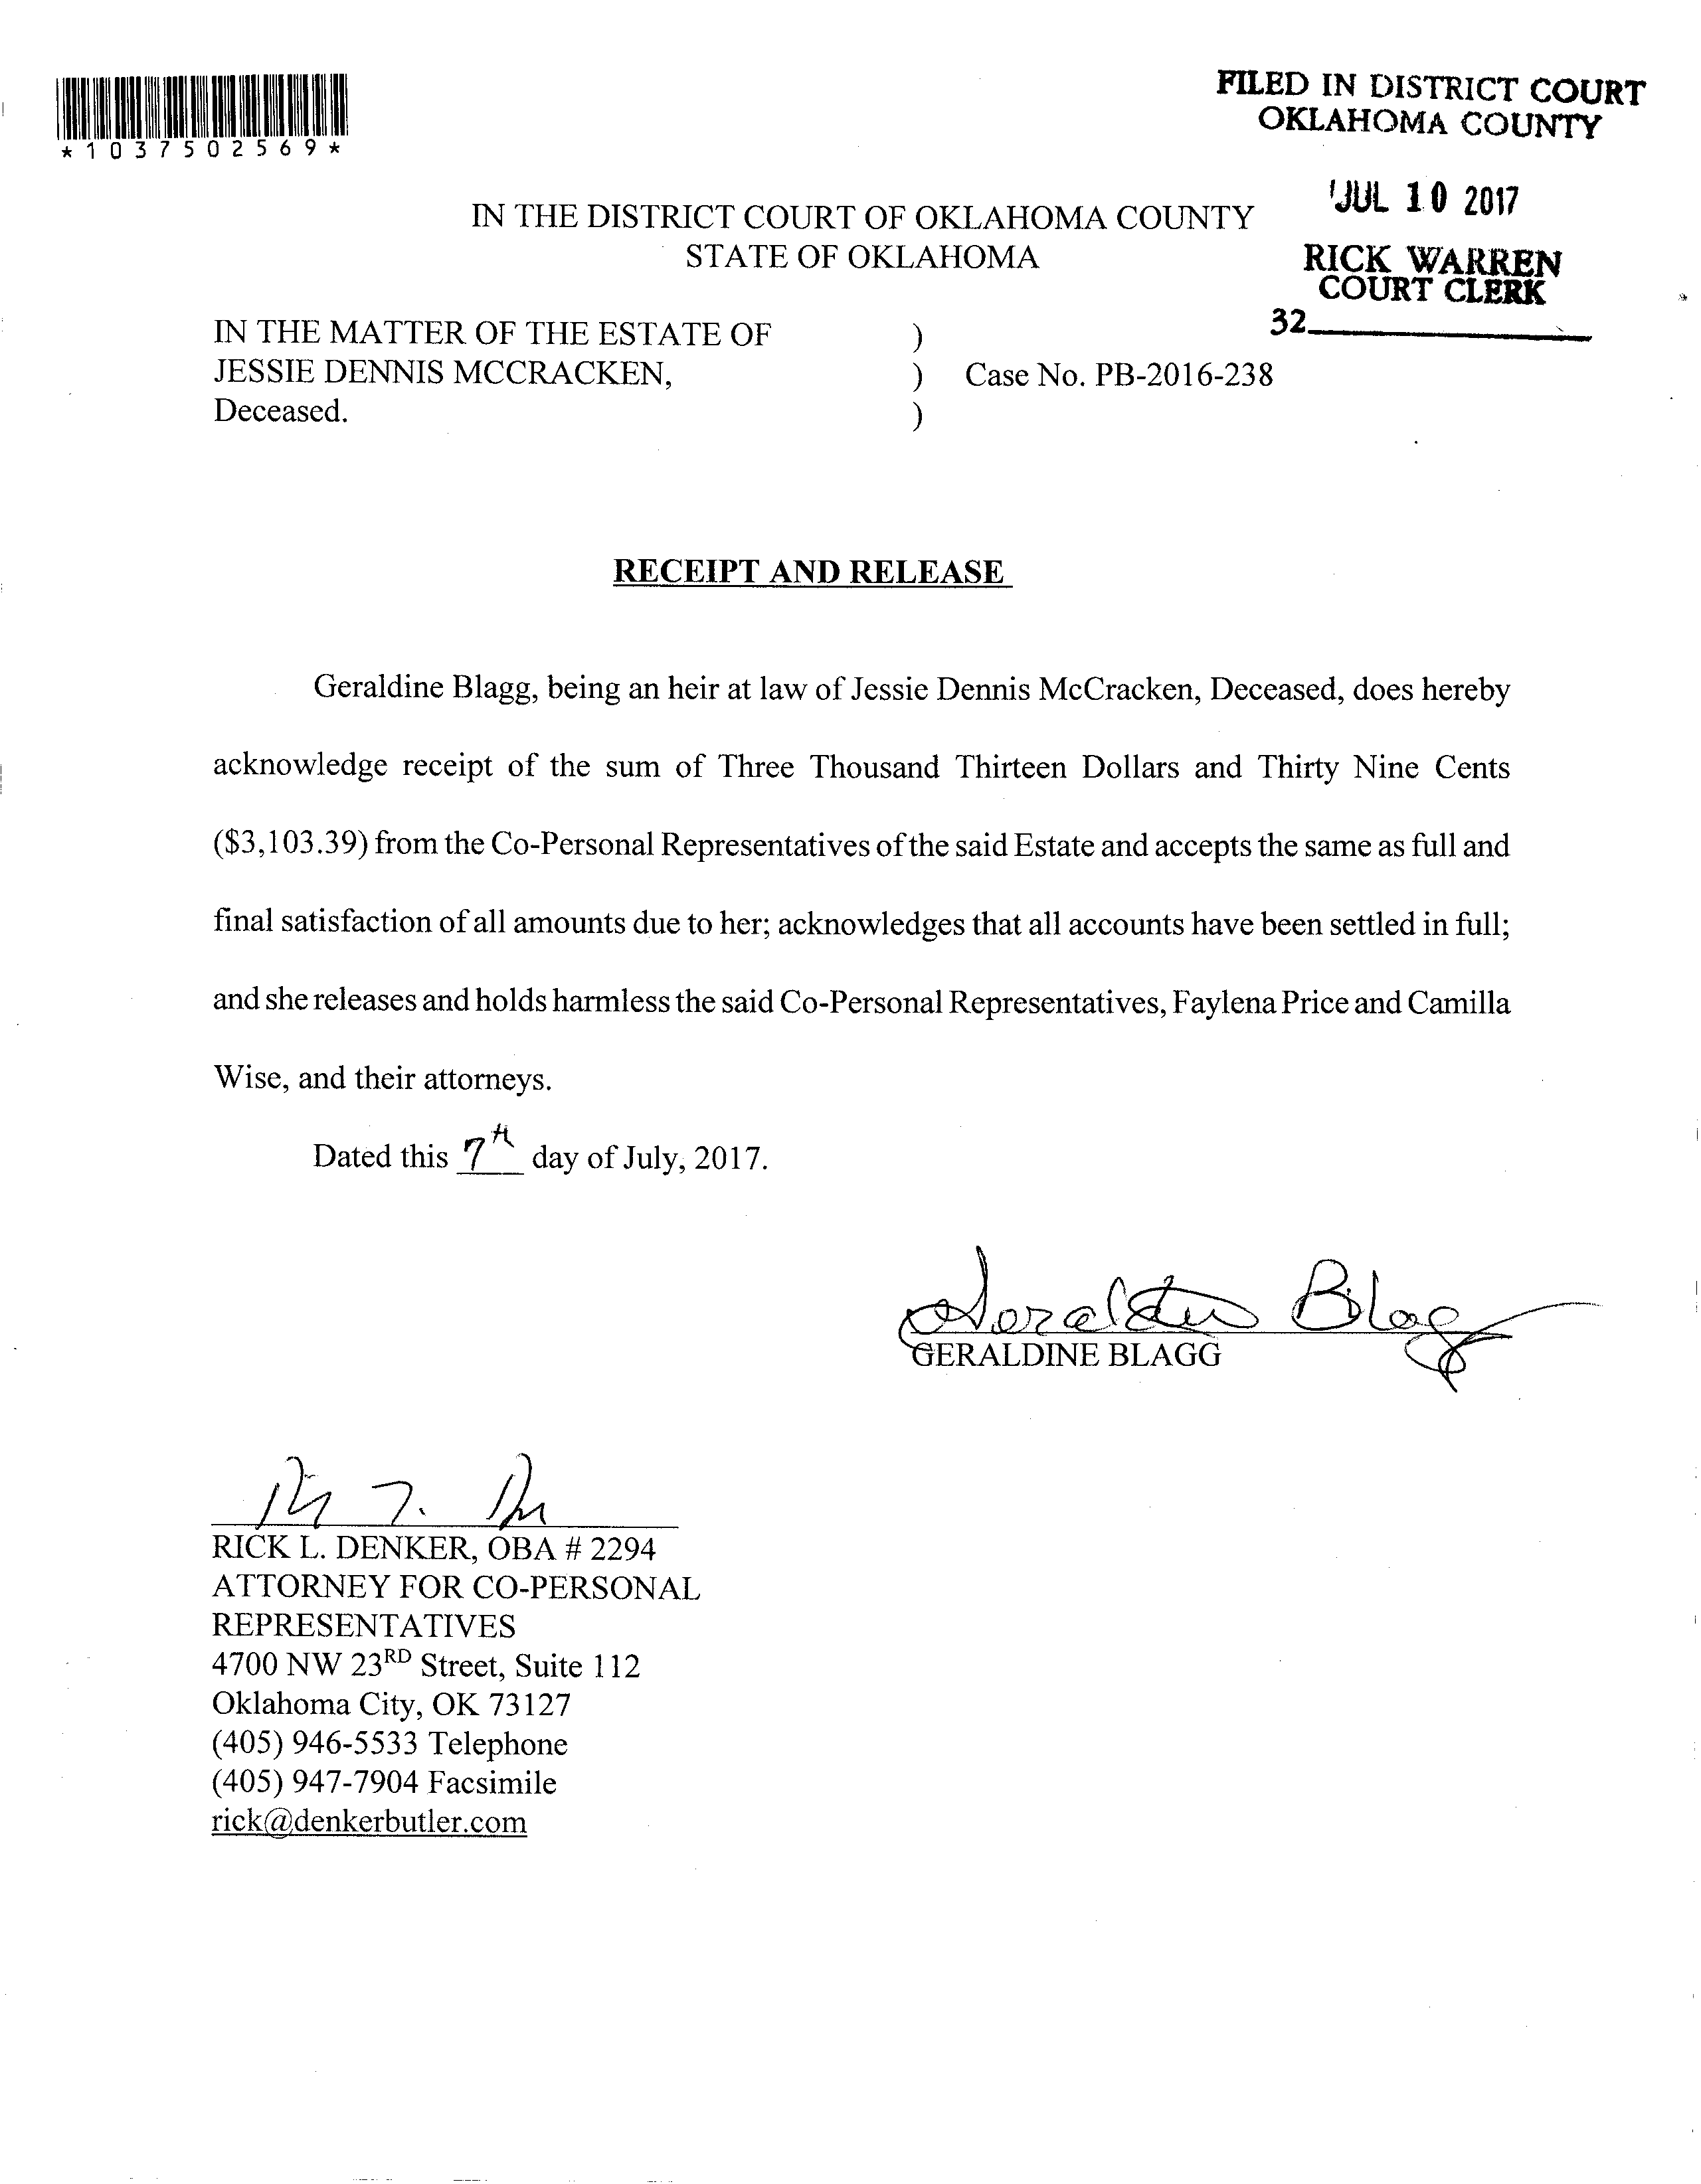 *1037502569*
FILED IN DISTRICT COURT
OKLAHOMA COUNTY
JUL 10 2017
RICK WARREN
COURT CLERK
32
IN THE DISTRICT COURT OF OKLAHOMA COUNTY
STATE OF OKLAHOMA
IN THE MATTER OF THE ESTATE OF )
JESSIE DENNIS MCCRACKEN, ) Case No. PB-2016-238
Deceased. )
RECEIPT AND RELEASE
Geraldine Blagg, being an heir at law of Jessie Dennis McCracken, Deceased, does hereby
acknowledge receipt of the sum of Three Thousand Thirteen Dollars and Thirty Nine Cents
($3,103.39) from the Co-Personal Representatives of the said Estate and accepts the same as full and
final satisfaction of all amounts due to her; acknowledges that all accounts have been settled in full;
and she releases and holds harmless the said Co-Personal Representatives, Faylena Price and Camilla
Wise, and their attorneys.
Dated this 7th day of July, 2017.
Geraldine Blagg
GERALDINE BLAGG
RICK L. DENKER, OBA # 2294
ATTORNEY FOR CO-PERSONAL
REPRESENTATIVES
4700 NW 23RD Street, Suite 112
Oklahoma City, OK 73127
(405) 946-5533 Telephone
(405) 947-7904 Facsimile
rick@denkerbutler.com